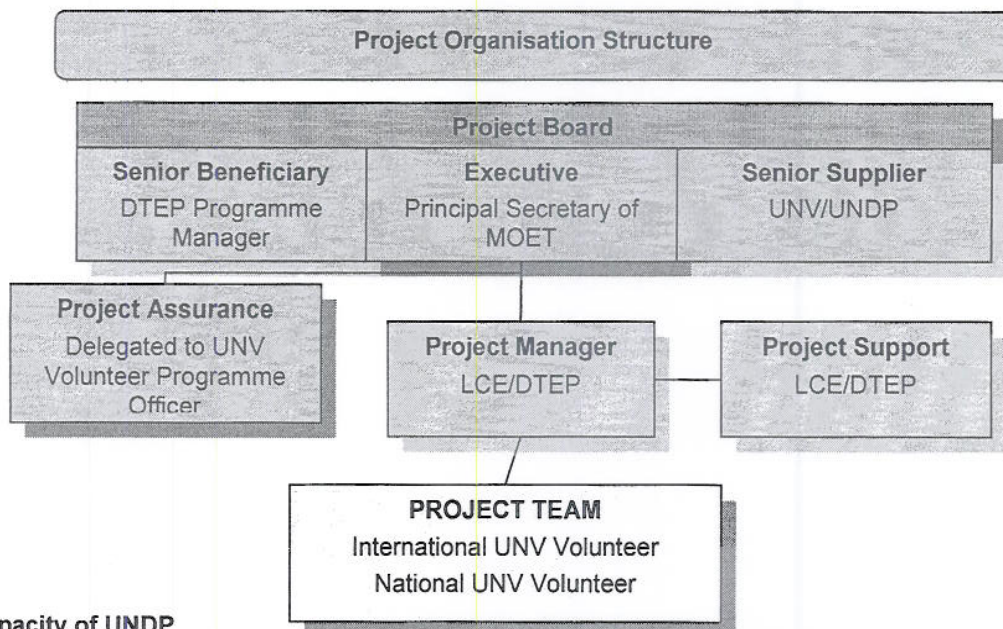 Project Organisation Structure
Project Board
Senior Beneficiary
DTEP Programme
Manager
Executive
Principal Secretary of
MOET
Senior Supplier
UNV/UNDP
Project Assurance
Delegated to UNV
Volunteer Programme
Officer
Project Manager
LCE/DTEP
Project Support
LCE/DTEP
PROJECT TEAM
International UNV Volunteer
National UNV Volunteer
of UNDP